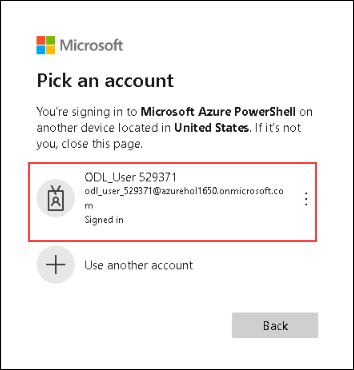 Microsoft
Pick an account
You're signing in to Microsoft Azure PowerShell on
another device located in United States. If it's not
you, close this page.
ODL_User 529371
odl_user_529371@azurehol1650.onmicrosoft.co
m
Signed in
Use another account
Back